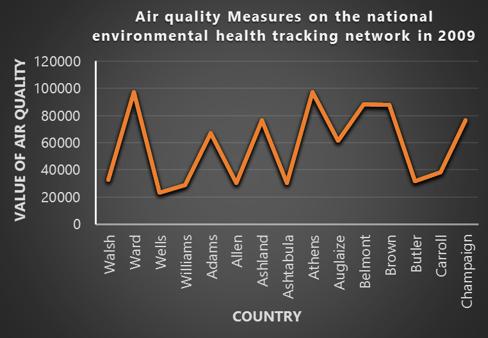 Air quality Measures on the national
environmental health tracking network in 2009
VALUE OF AIR QUALITY
120000
100000
80000
60000
40000
20000
0
Walsh
Ward
Wells
Williams
Adams
Allen
Ashland
Ashtabula
Athens
Auglaize
Belmont
Brown
Butler
Carroll
Champaign
COUNTRY